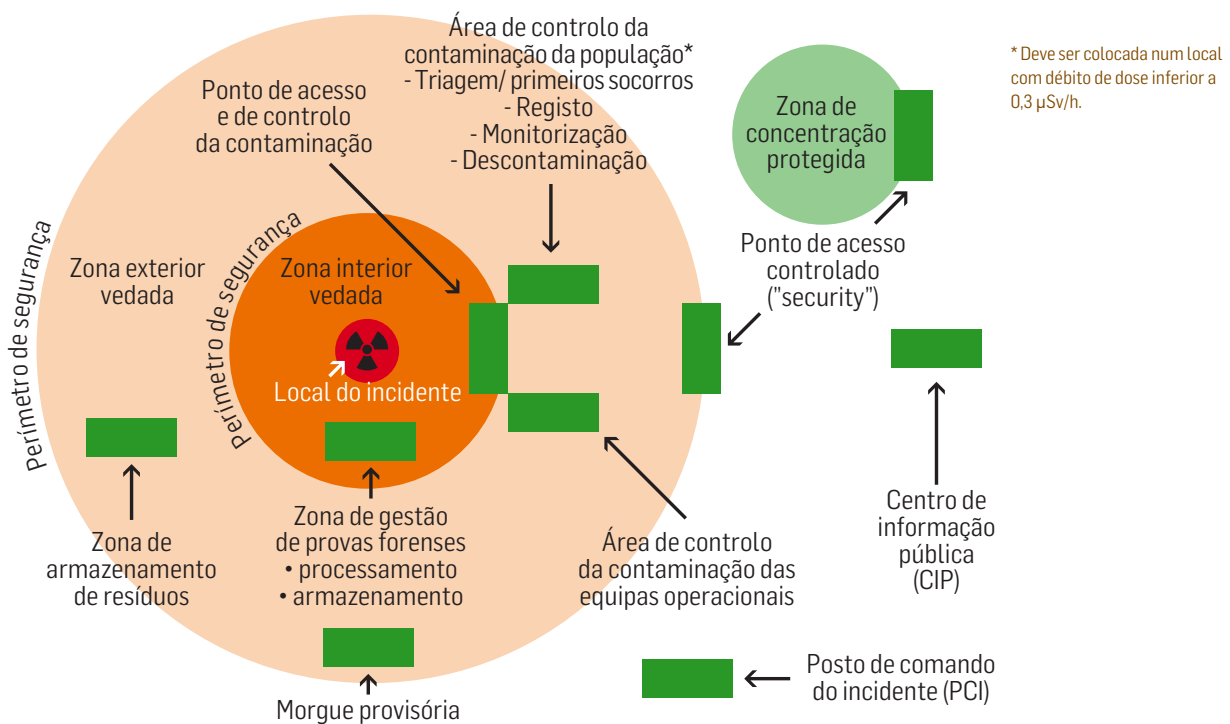 Área de controlo da
contaminação da população*
- Triagem/ primeiros socorros
- Registo
- Monitorização
- Descontaminação
* Deve ser colocada num local
com débito de dose inferior a
0,3 µSv/h.
Ponto de acesso
e de controlo
da contaminação
Zona de
concentração
protegida
Perímetro de segurança
Zona exterior
vedada
Perímetro de segurança
Zona interior
vedada
Local do incidente
Ponto de acesso
controlado
("security")
Zona de
armazenamento
de resíduos
Zona de gestão
de provas forenses
• processamento
• armazenamento
Área de controlo
da contaminação das
equipas operacionais
Centro de
informação
pública
(CIP)
Morgue provisória
Posto de comando
do incidente (PCI)